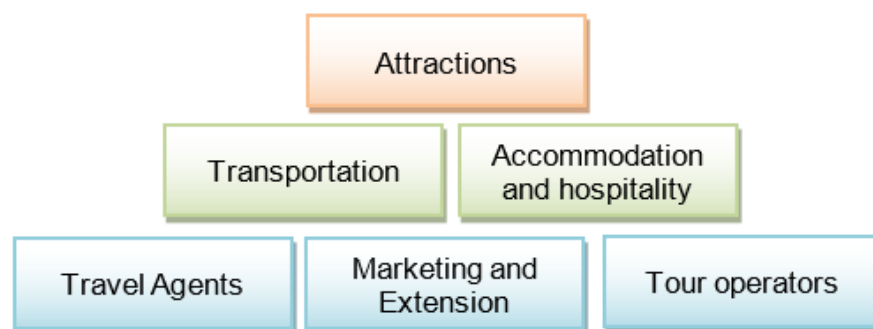 Attractions
Transportation
Accommodation
and hospitality
Travel Agents
Marketing and
Extension
Tour operators